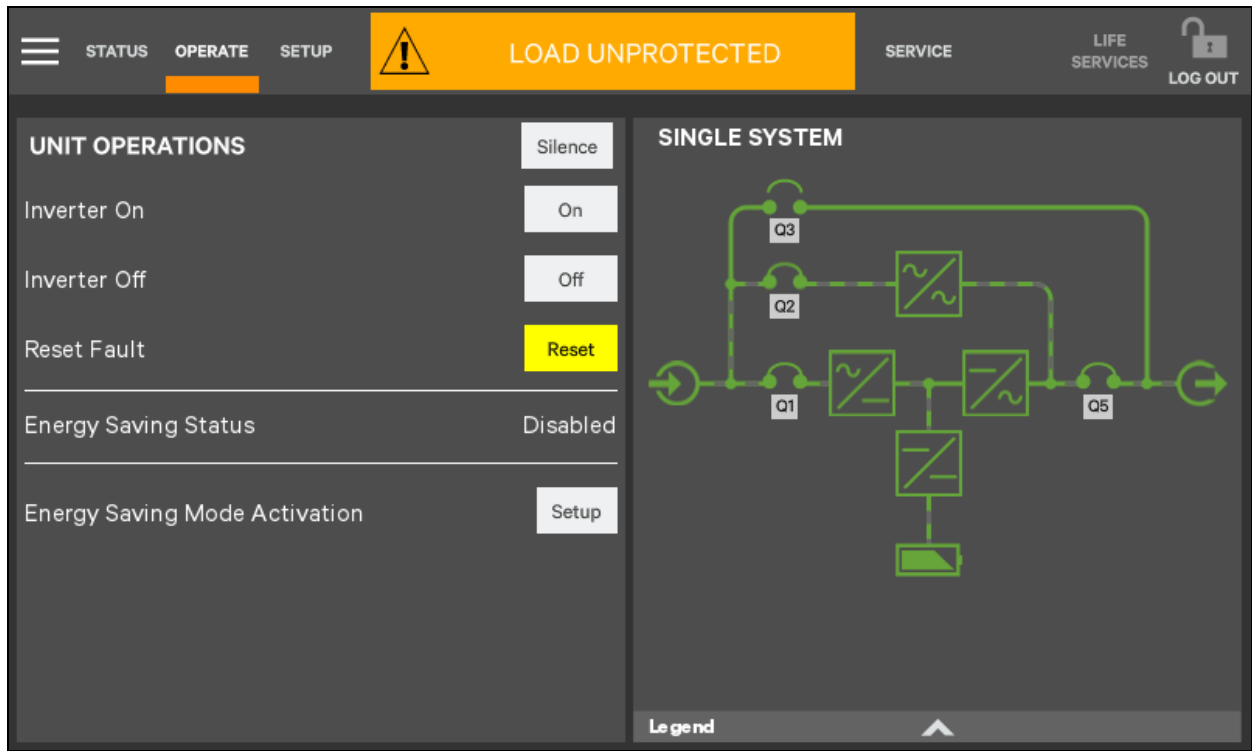 STATUS OPERATE SETUP LOAD UNPROTECTED SERVICE LIFE SERVICES LOG OUT
UNIT OPERATIONS Silence
Inverter On On
Inverter Off Off
Reset Fault Reset
Energy Saving Status Disabled
Energy Saving Mode Activation Setup
SINGLE SYSTEM
Q3
Q2
Q1 Q5
Legend